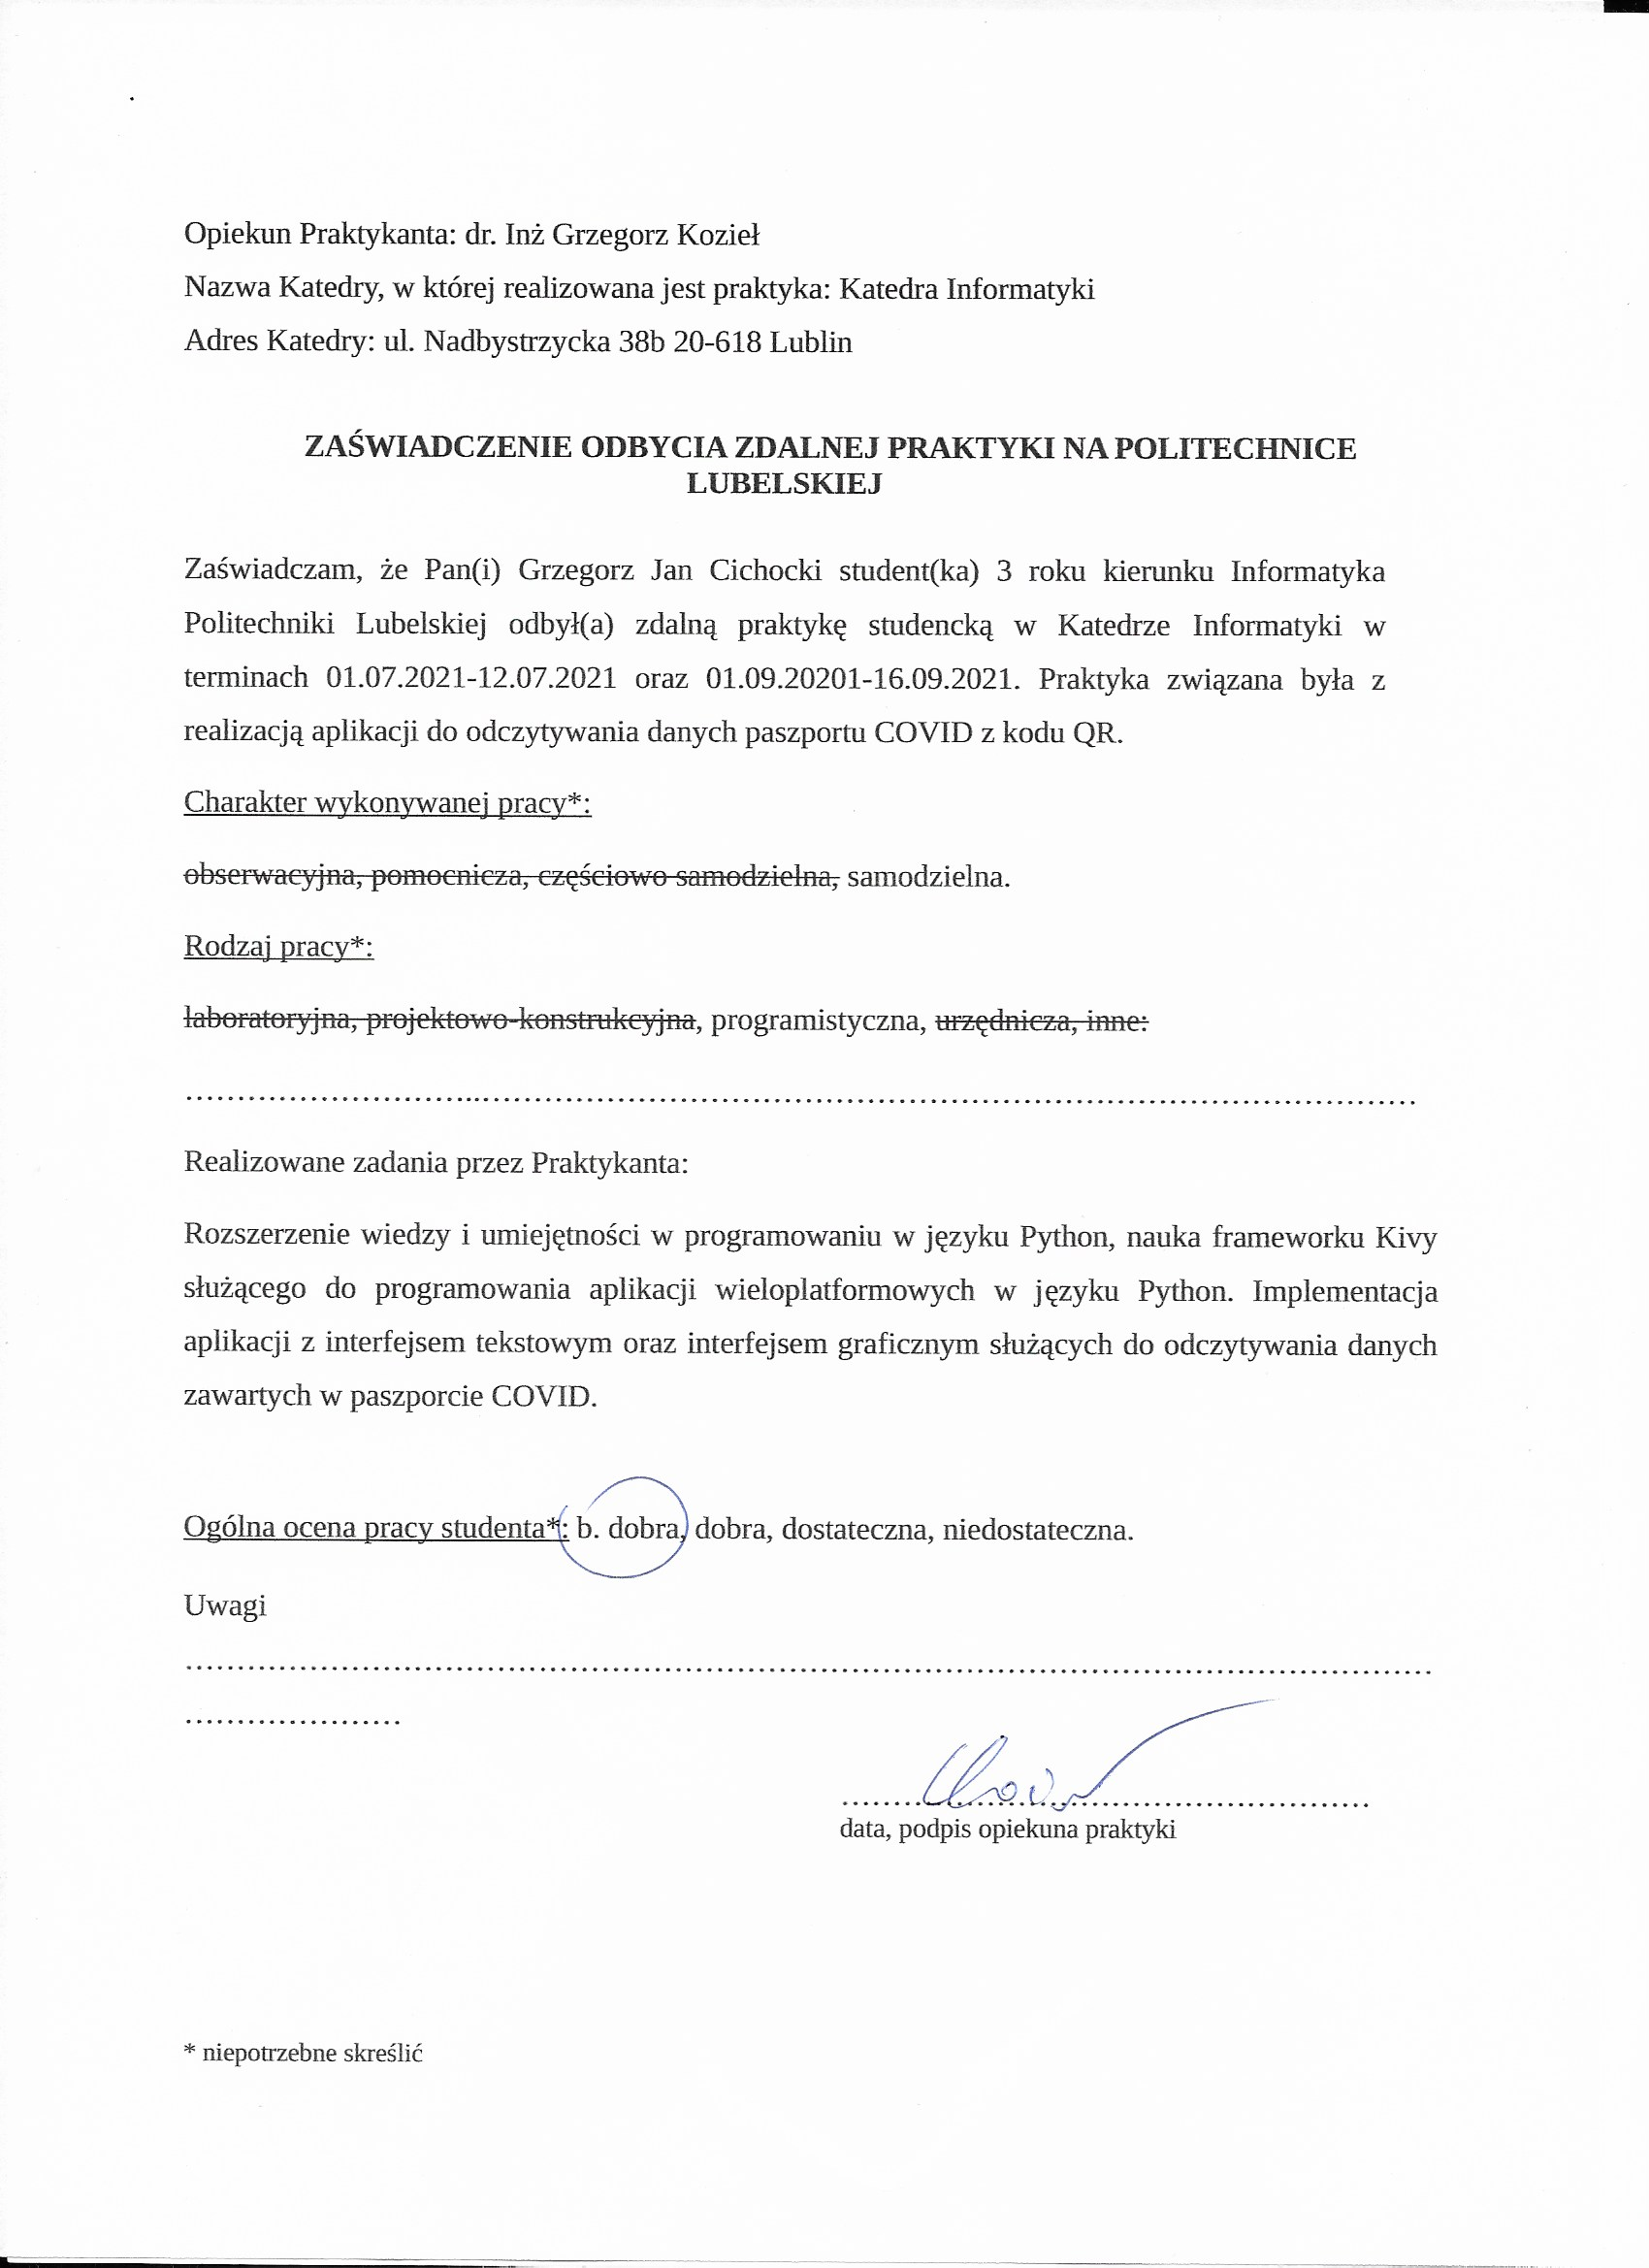 Opiekun Praktykanta: dr. Inż Grzegorz Kozieł
Nazwa Katedry, w której realizowana jest praktyka: Katedra Informatyki
Adres Katedry: ul. Nadbystrzycka 38b 20-618 Lublin
ZAŚWIADCZENIE ODBYCIA ZDALNEJ PRAKTYKI NA POLITECHNICE
LUBELSKIEJ
Zaświadczam, że Pan(i) Grzegorz Jan Cichocki student(ka) 3 roku kierunku Informatyka
Politechniki Lubelskiej odbył(a) zdalną praktykę studencką w Katedrze Informatyki w
terminach 01.07.2021-12.07.2021 oraz 01.09.20201-16.09.2021. Praktyka związana była z
realizacją aplikacji do odczytywania danych paszportu COVID z kodu QR.
Charakter wykonywanej pracy*:
obserwacyjna, pomocnicza, częściowo samodzielna, samodzielna.
Rodzaj pracy*:
laboratoryjna, projektowo-konstrukcyjna, programistyczna, urzędnicza, inne:
Realizowane zadania przez Praktykanta:
Rozszerzenie wiedzy i umiejętności w programowaniu w języku Python, nauka frameworku Kivy
służącego do programowania aplikacji wieloplatformowych w języku Python. Implementacja
aplikacji z interfejsem tekstowym oraz interfejsem graficznym służących do odczytywania danych
zawartych w paszporcie COVID.
Ogólna ocena pracy studenta*: b. dobra, dobra, dostateczna, niedostateczna.
Uwagi
data, podpis opiekuna praktyki
* niepotrzebne skreślić